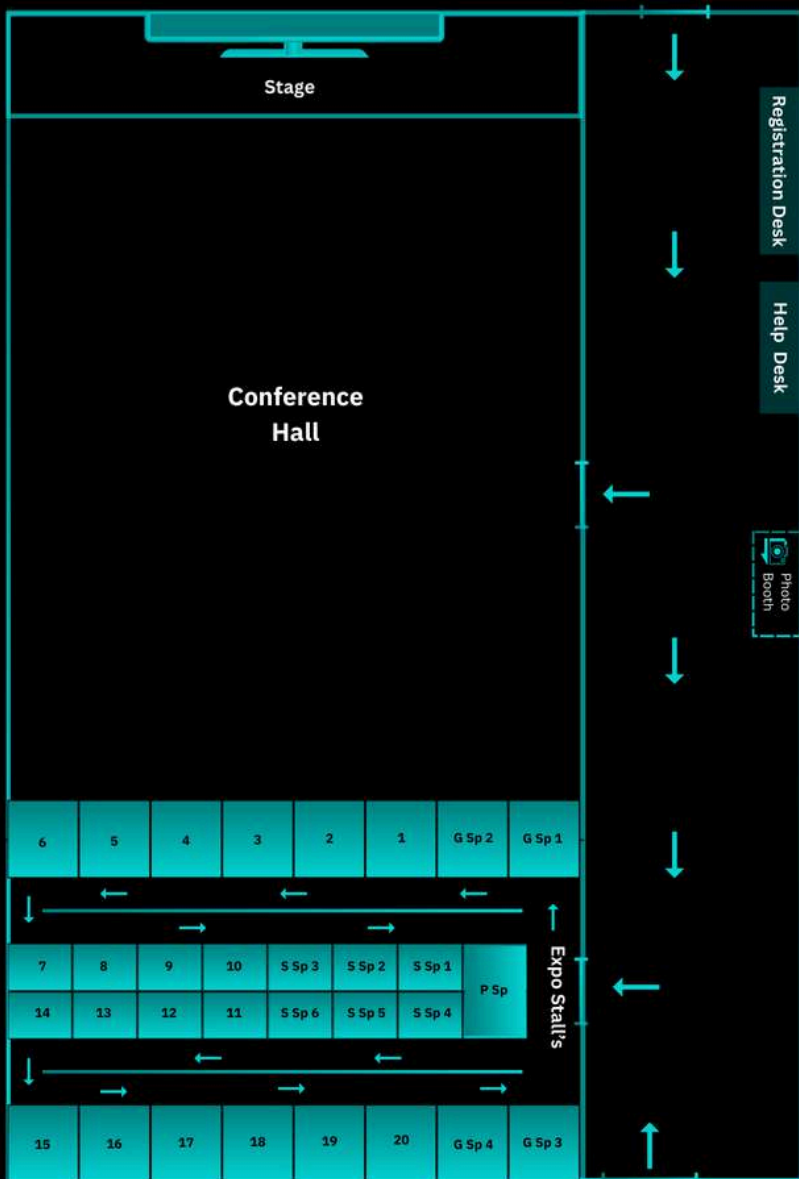 Stage
Registration Desk
Help Desk
Conference
Hall
Photo
Booth
6 5 4 3 2 1 G Sp 2 G Sp 1
7 8 9 10 S Sp 3 S Sp 2 S Sp 1
P Sp
14 13 12 11 S Sp 6 S Sp 5 S Sp 4
Expo Stall's
15 16 17 18 19 20 G Sp 4 G Sp 3